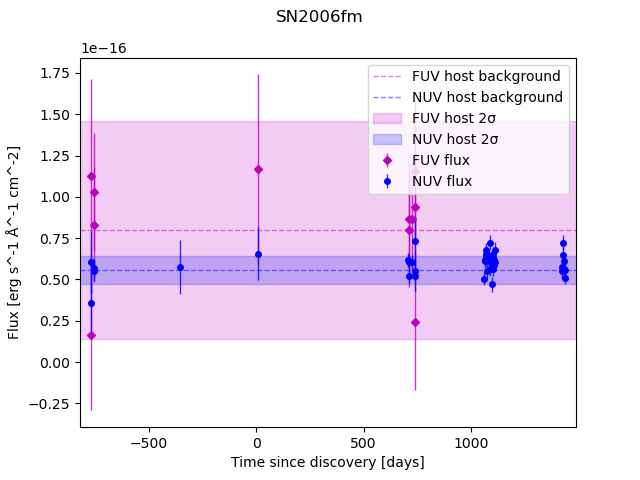 SN2006fm
1e−16
FUV host background
NUV host background
FUV host 2σ
NUV host 2σ
FUV flux
NUV flux
1.75
1.50
1.25
1.00
0.75
0.50
0.25
0.00
−0.25
Flux [erg s^-1 Å^-1 cm^-2]
−500
0
500
1000
Time since discovery [days]